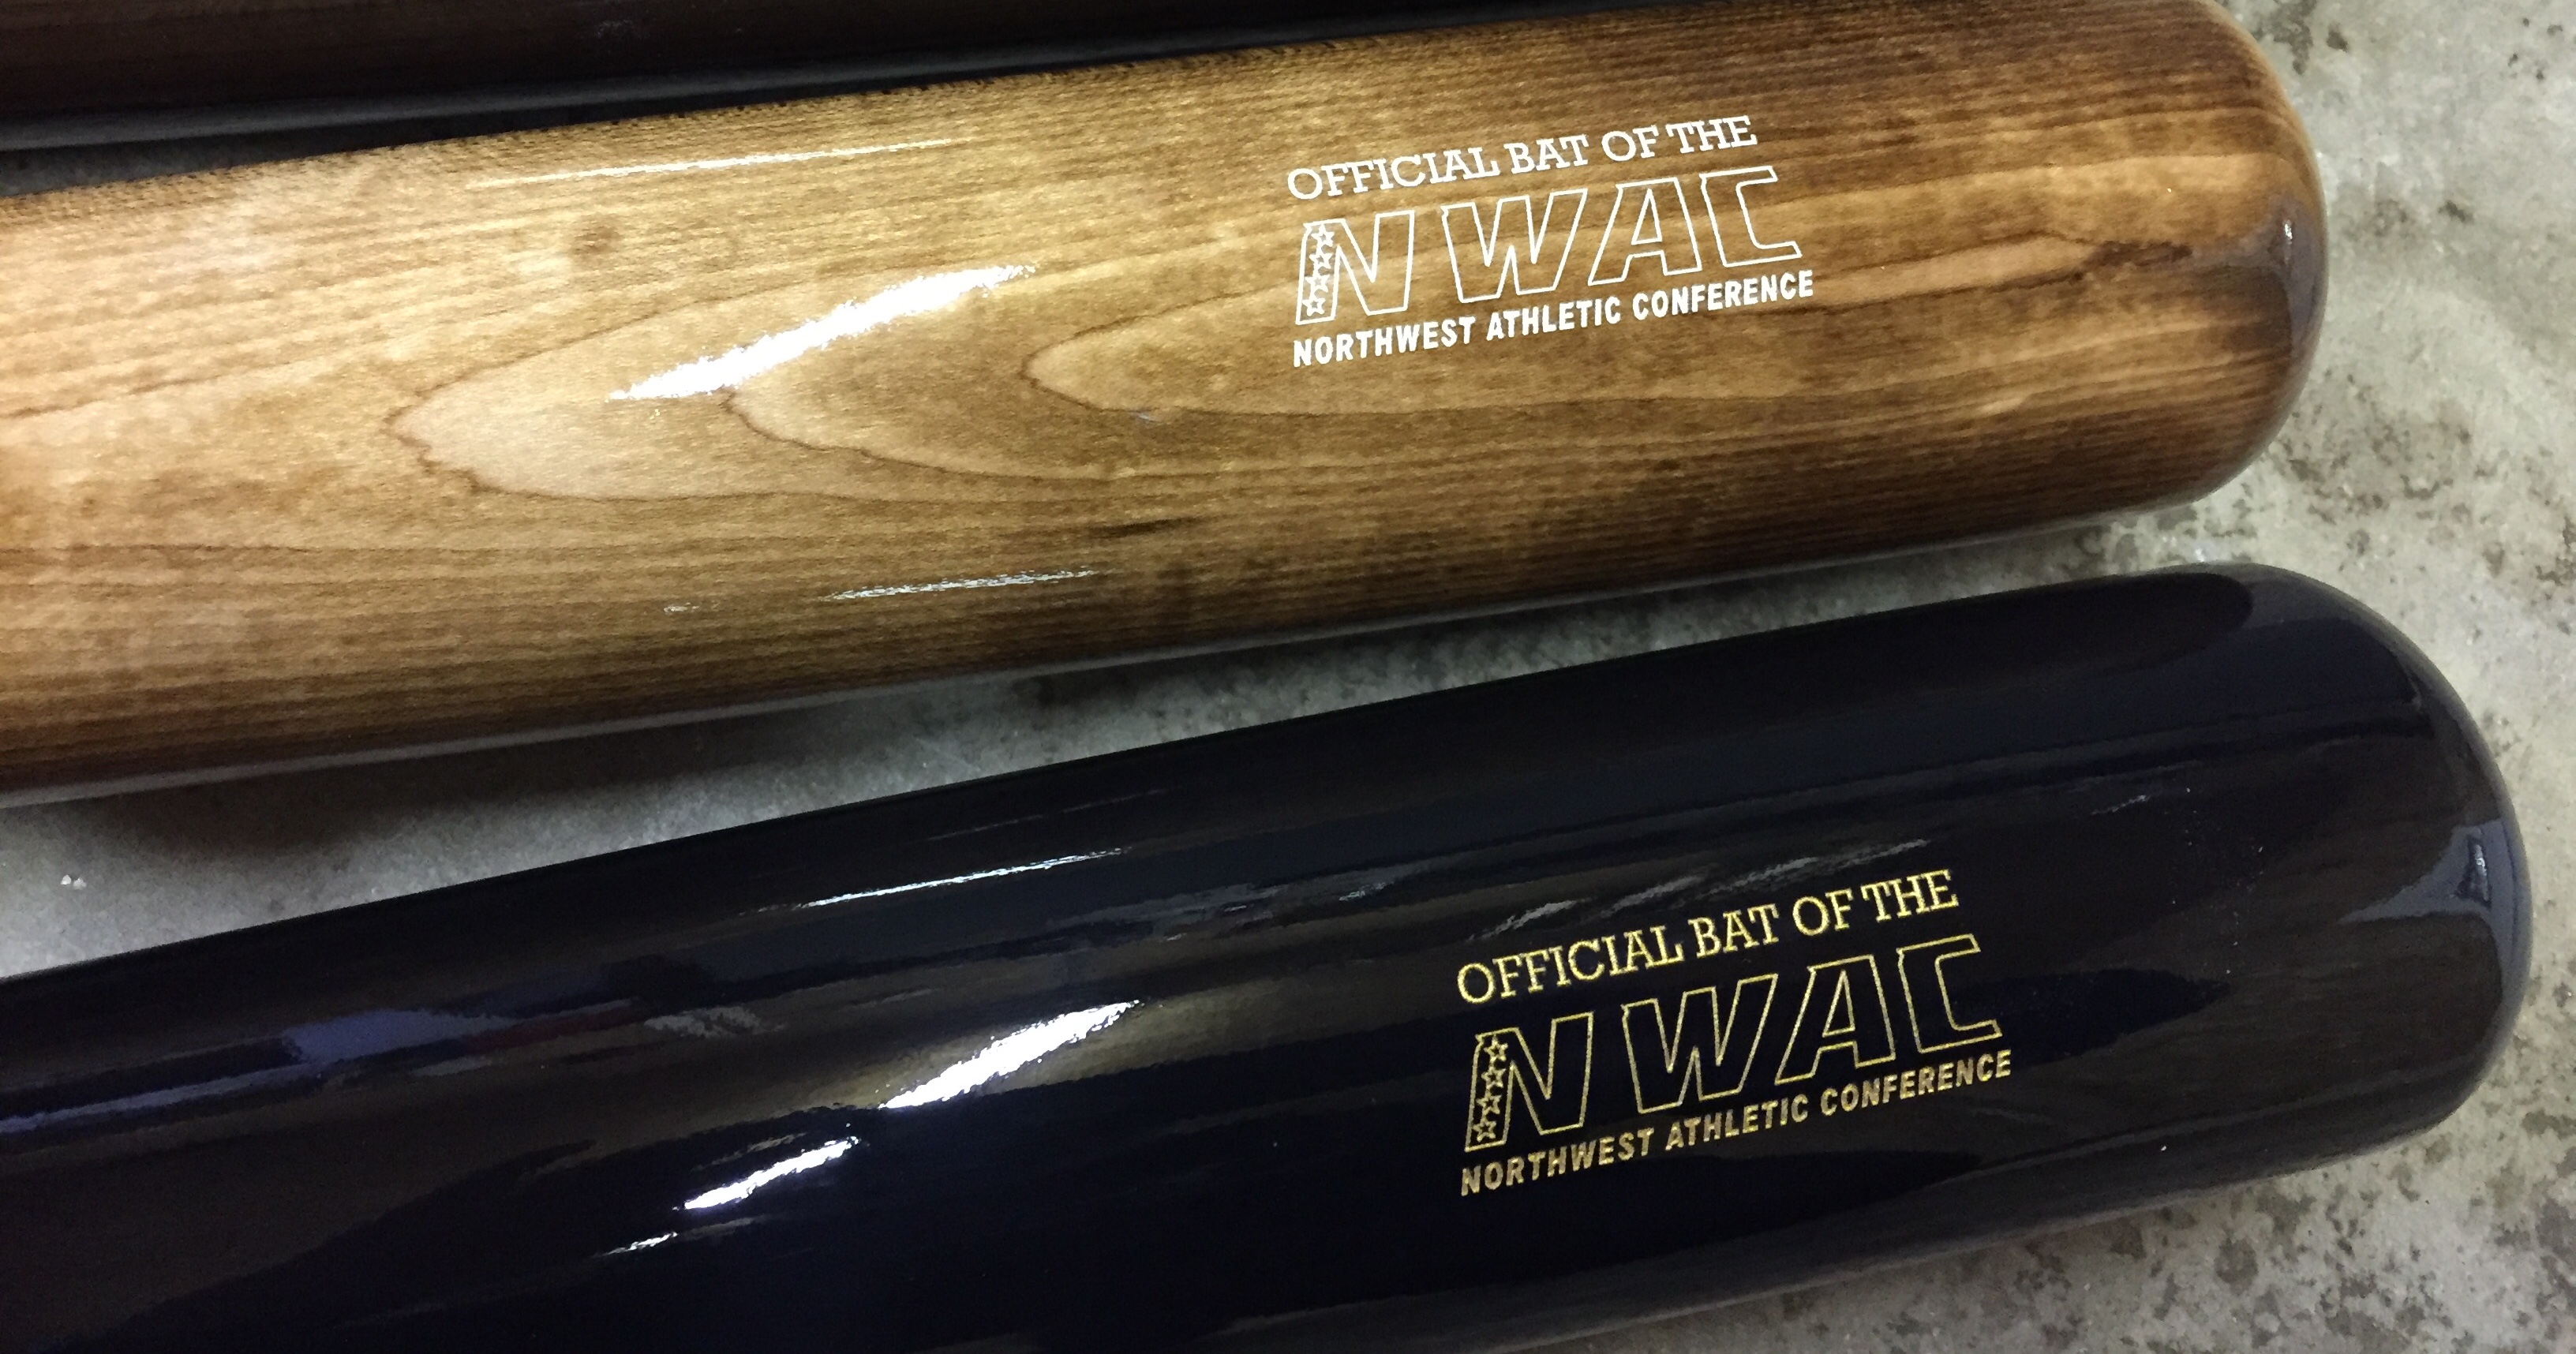 OFFICIAL BAT OF THE
NWAC
NORTHWEST ATHLETIC CONFERENCE
OFFICIAL BAT OF THE
NWAC
NORTHWEST ATHLETIC CONFERENCE